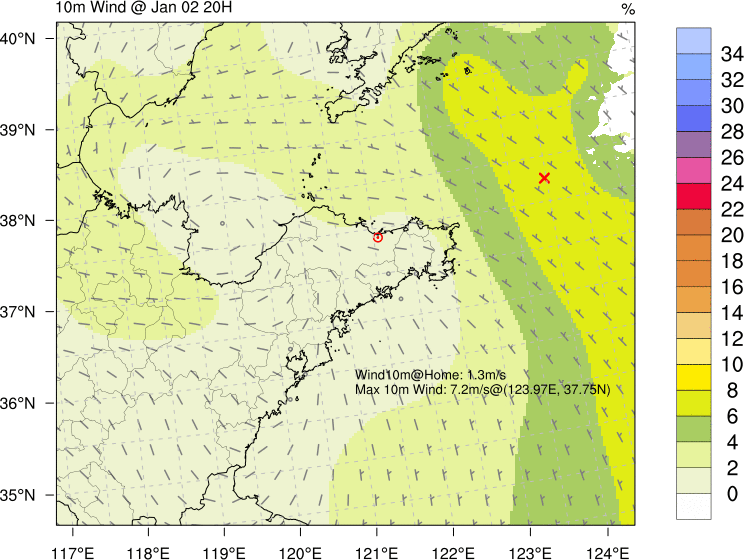 10m Wind @ Jan 02 20H
%
40°N
39°N
38°N
37°N
36°N
35°N
117°E
118°E
119°E
120°E
121°E
122°E
123°E
124°E
Wind10m@Home: 1.3m/s
Max 10m Wind: 7.2m/s@(123.97E, 37.75N)
34
32
30
28
26
24
22
20
18
16
14
12
10
8
6
4
2
0